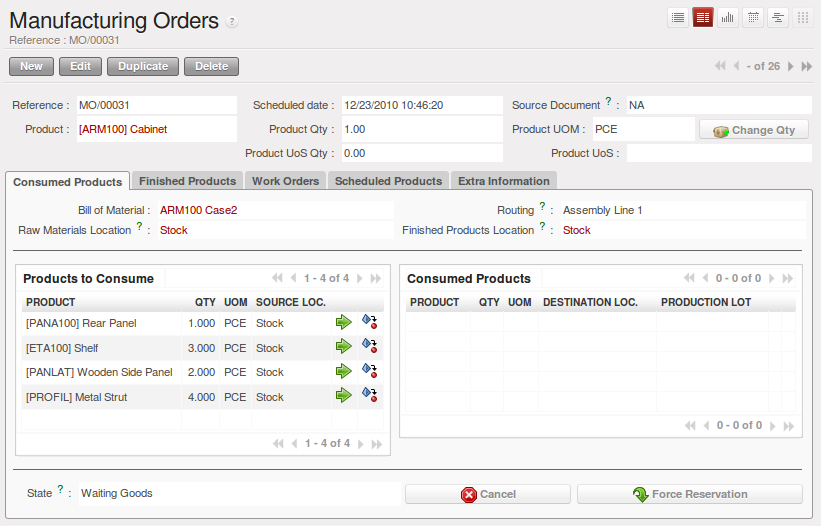 Manufacturing Orders ?
Reference : MO/00031
New Edit Duplicate Delete - of 26
Reference : MO/00031 Scheduled date : 12/23/2010 10:46:20 Source Document ? : NA
Product : [ARM100] Cabinet Product Qty : 1.00 Product UOM : PCE Change Qty
Product UoS Qty : 0.00 Product UoS :
Consumed Products Finished Products Work Orders Scheduled Products Extra Information
Bill of Material : ARM100 Case2 Routing ? : Assembly Line 1
Raw Materials Location ? : Stock Finished Products Location ? : Stock
Products to Consume 1 - 4 of 4 Consumed Products 0 - 0 of 0
PRODUCT QTY UOM SOURCE LOC. PRODUCT QTY UOM DESTINATION LOC. PRODUCTION LOT
[PANA100] Rear Panel 1.000 PCE Stock
[ETA100] Shelf 3.000 PCE Stock
[PANLAT] Wooden Side Panel 2.000 PCE Stock
[PROFIL] Metal Strut 4.000 PCE Stock
0 - 0 of 0
1 - 4 of 4
State ? : Waiting Goods Cancel Force Reservation